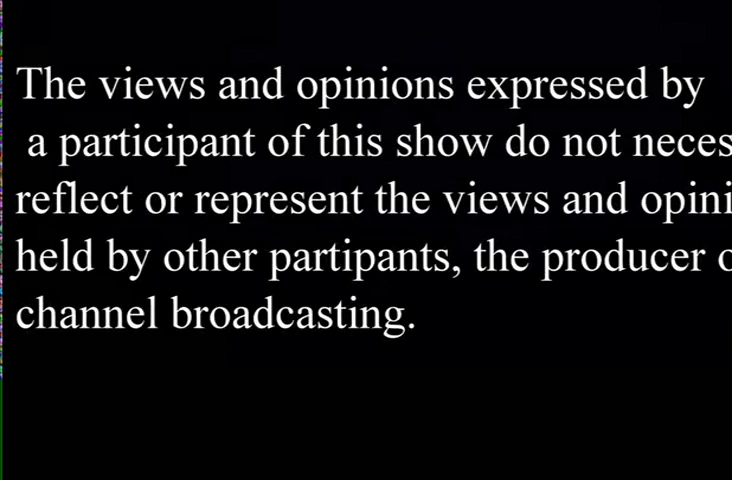 The views and opinions expressed by
a participant of this show do not neces
reflect or represent the views and opini
held by other partipants, the producer o
channel broadcasting.